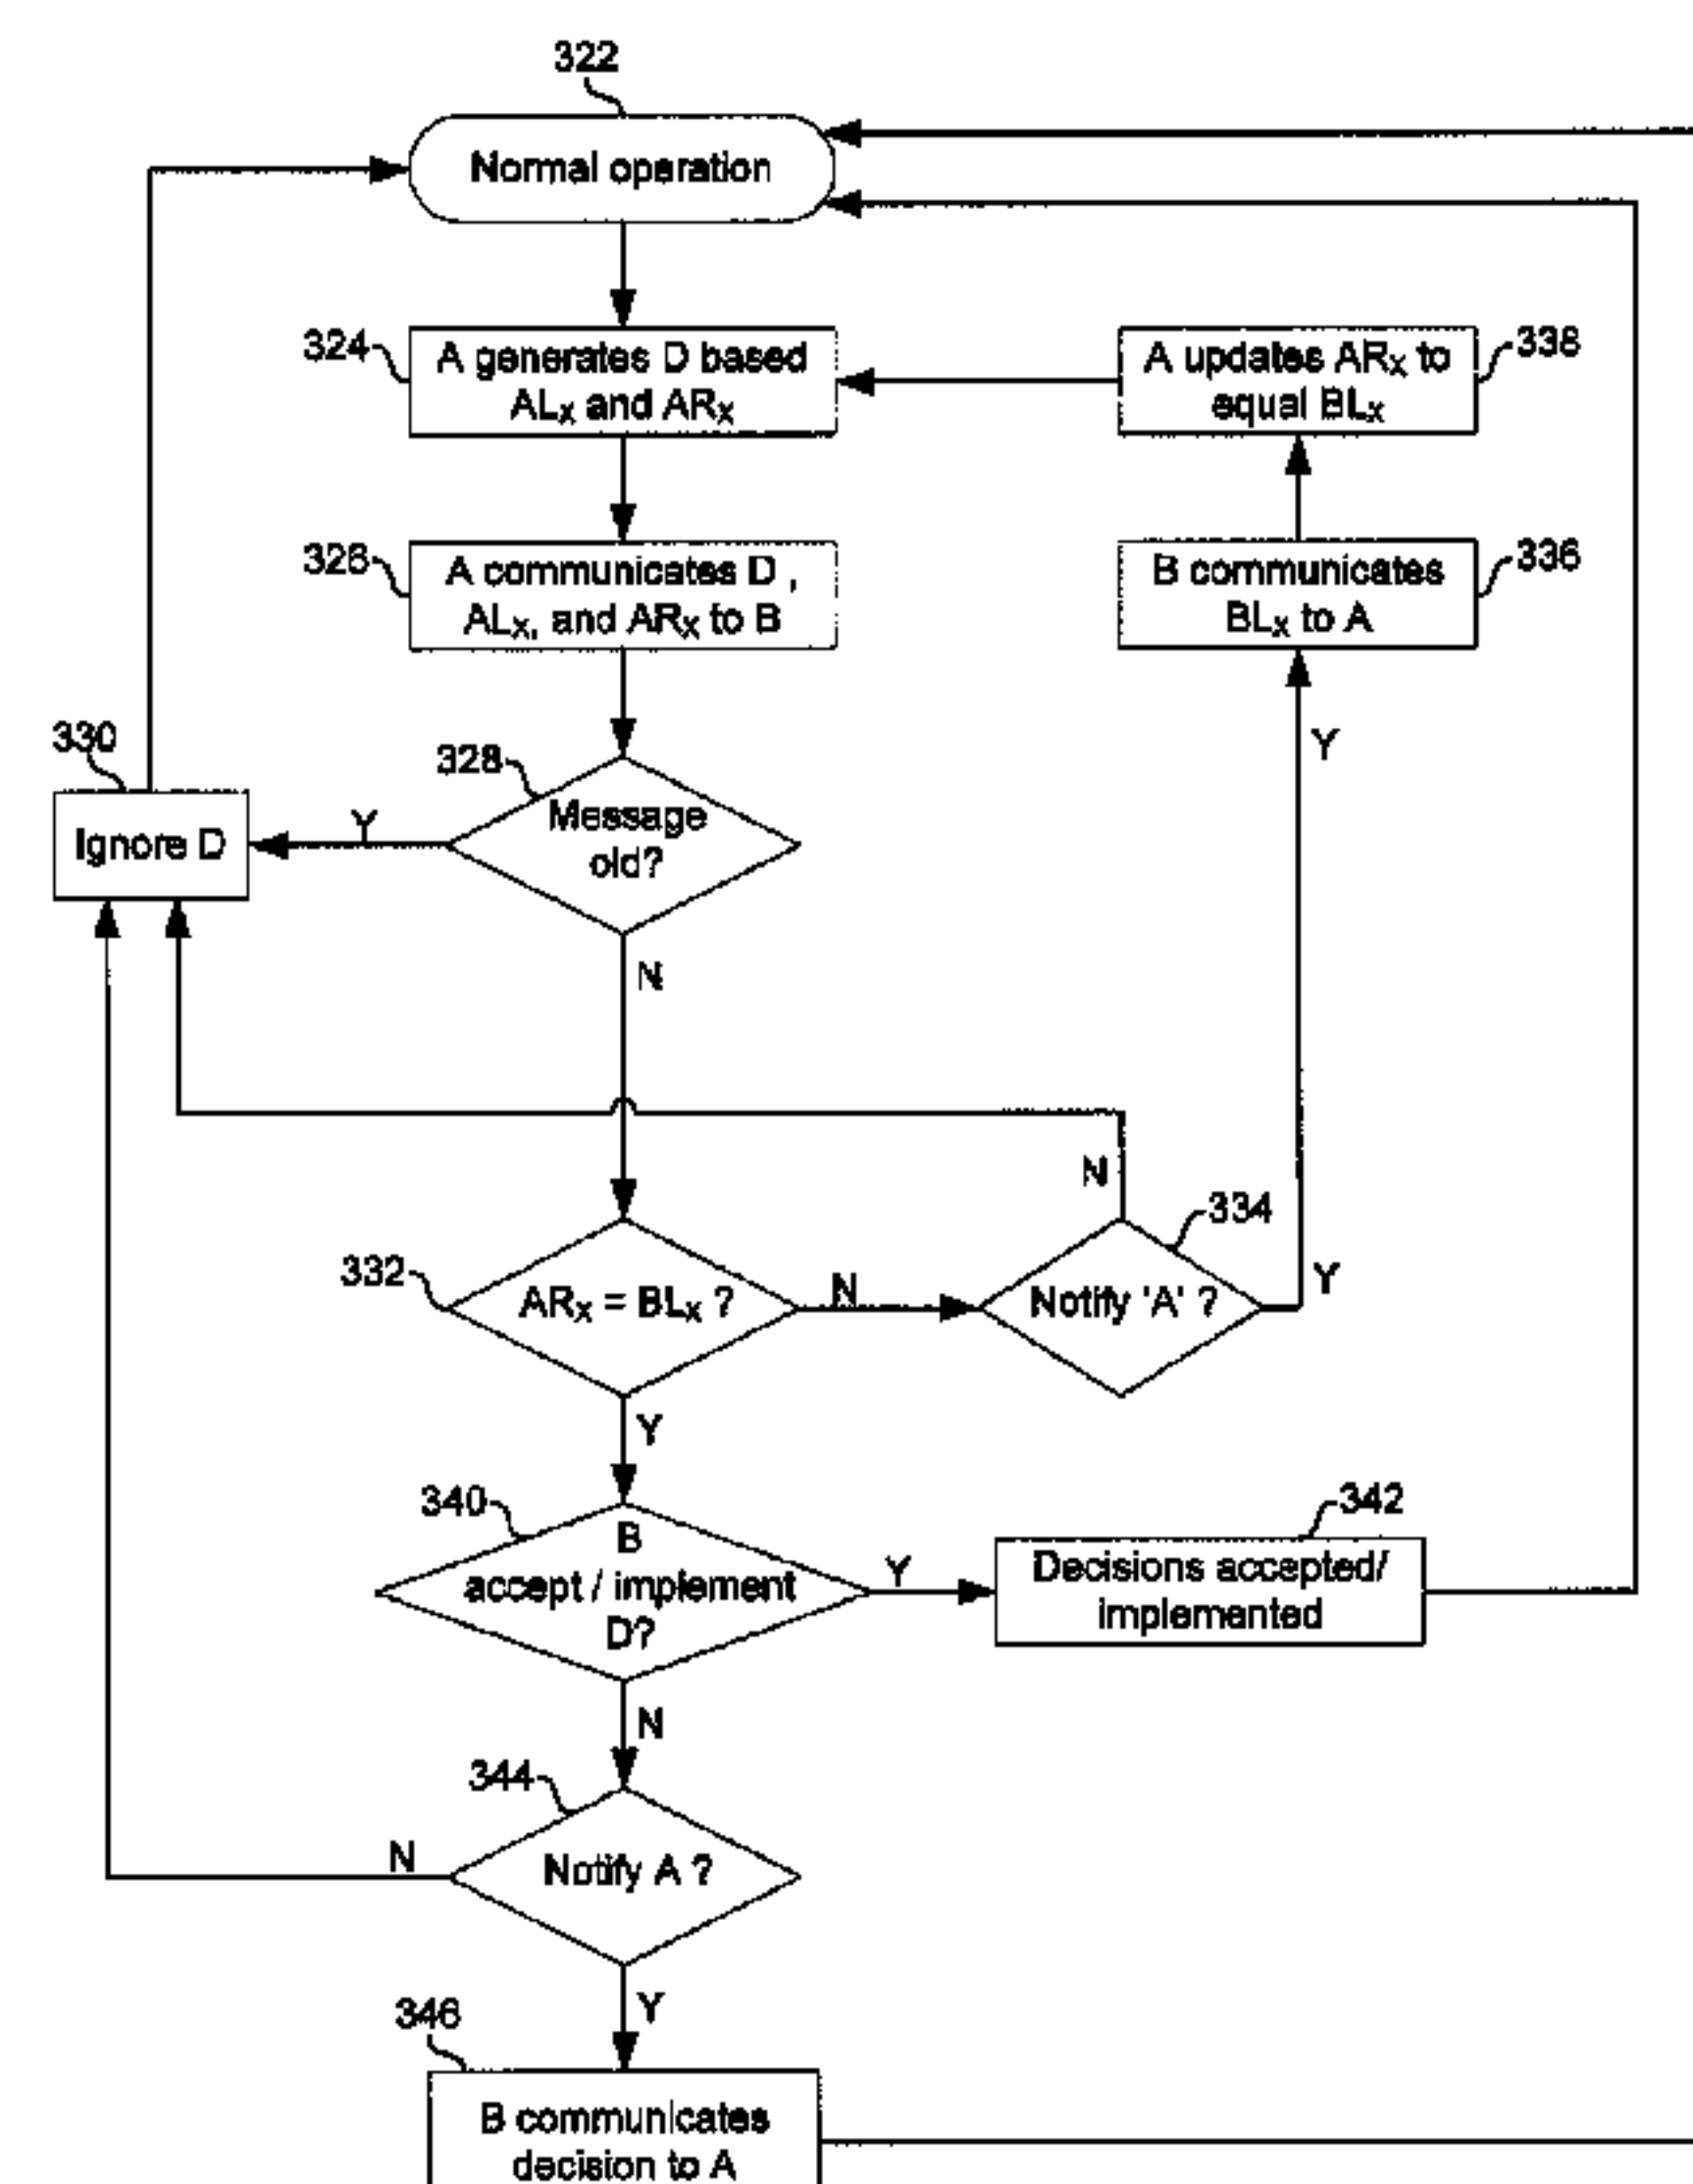 322
Normal operation
324
A generates D based
ALX and ARX
A updates ARX to
equal BLX
338
326
A communicates D ,
ALX, and ARX to B
B communicates
BLX to A
336
Y
330
Ignore D
Y
328
Message
old?
N
N
334
332
ARX = BLX ?
N
Notify 'A' ?
Y
Y
340
B
accept / implement
D?
Y
342
Decisions accepted/
implemented
N
344
N
Notify A ?
Y
346
B communicates
decision to A